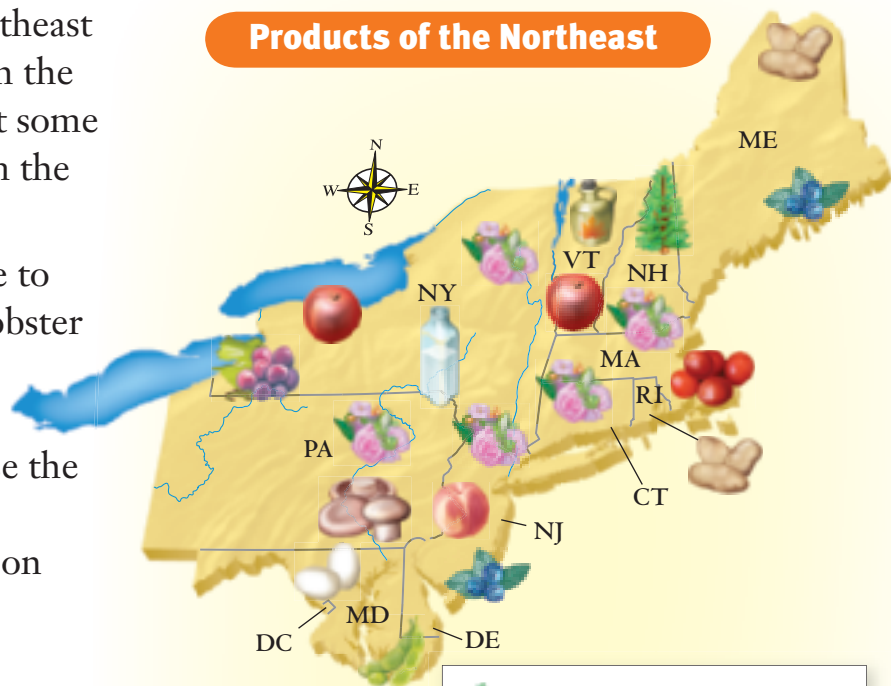 theast
n the
t some
n the
e to
obster
e the
on
Products of the Northeast
N
W
E
S
ME
VT
NH
NY
MA
RI
PA
CT
NJ
MD
DC
DE